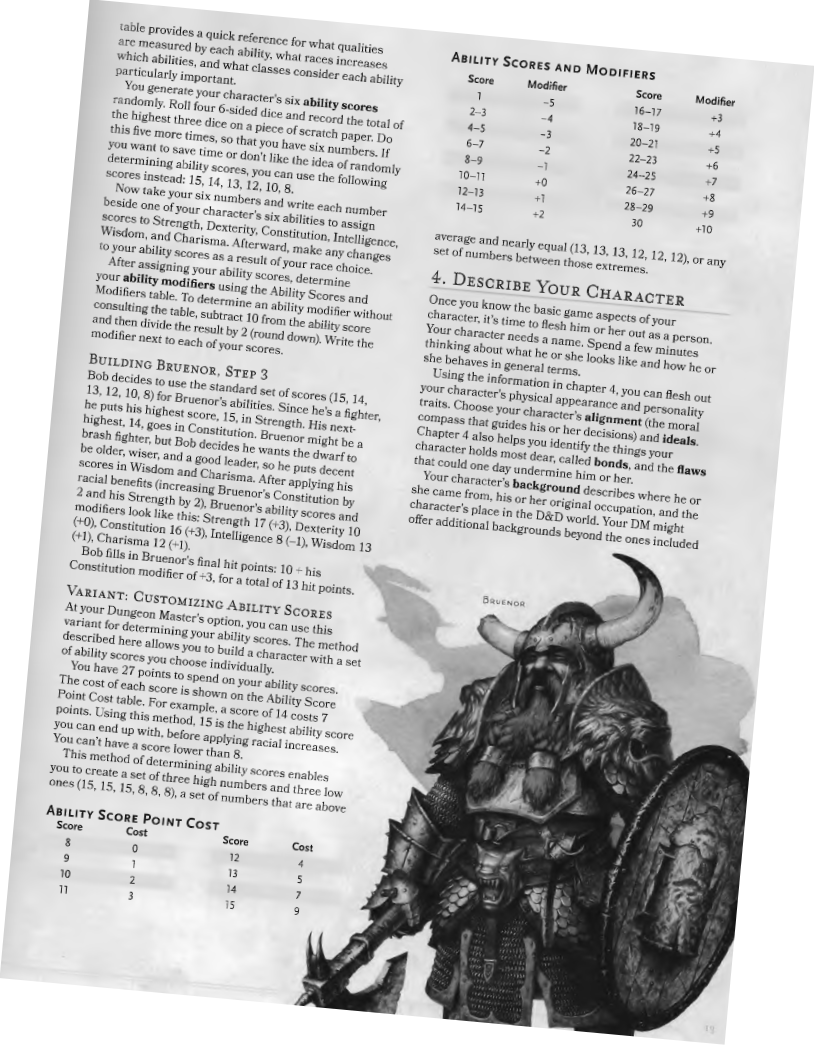 table provides a quick reference for what qualities
are measured by each ability, what races increases
which abilities, and what classes consider each ability
particularly important.
You generate your character's six ability scores
randomly. Roll four 6-sided dice and record the total of
the highest three dice on a piece of scratch paper. Do
this five more times, so that you have six numbers. If
you want to save time or don't like the idea of randomly
determining ability scores, you can use the following
scores instead: 15, 14, 13, 12, 10, 8.
Now take your six numbers and write each number
beside one of your character's six abilities to assign
scores to Strength, Dexterity, Constitution, Intelligence,
Wisdom, and Charisma. Afterward, make any changes
to your ability scores as a result of your race choice.
After assigning your ability scores, determine
your ability modifiers using the Ability Scores and
Modifiers table. To determine an ability modifier without
consulting the table, subtract 10 from the ability score
and then divide the result by 2 (round down). Write the
modifier next to each of your scores.
BUILDING BRUENOR, STEP 3
Bob decides to use the standard set of scores (15, 14,
13, 12, 10, 8) for Bruenor's abilities. Since he's a fighter,
he puts his highest score, 15, in Strength. His next-
highest, 14, goes in Constitution. Bruenor might be a
brash fighter, but Bob decides he wants the dwarf to
be older, wiser, and a good leader, so he puts decent
scores in Wisdom and Charisma. After applying his
racial benefits (increasing Bruenor's Constitution by
2 and his Strength by 2), Bruenor's ability scores and
modifiers look like this: Strength 17 (+3), Dexterity 10
(+0), Constitution 16 (+3), Intelligence 8 (–1), Wisdom 13
(+1), Charisma 12 (+1).
Bob fills in Bruenor's final hit points: 10 + his
Constitution modifier of +3, for a total of 13 hit points.
VARIANT: CUSTOMIZING ABILITY SCORES
At your Dungeon Master's option, you can use this
variant for determining your ability scores. The method
described here allows you to build a character with a set
of ability scores you choose individually.
You have 27 points to spend on your ability scores.
The cost of each score is shown on the Ability Score
Point Cost table. For example, a score of 14 costs 7
points. Using this method, 15 is the highest ability score
you can end up with, before applying racial increases.
You can't have a score lower than 8.
This method of determining ability scores enables
you to create a set of three high numbers and three low
ones (15, 15, 15, 8, 8, 8), a set of numbers that are above
ABILITY SCORE POINT COST
Score Cost Score Cost
8 0 12 4
9 1 13 5
10 2 14 7
11 3 15 9
ABILITY SCORES AND MODIFIERS
Score Modifier Score Modifier
1 –5 16–17 +3
2–3 –4 18–19 +4
4–5 –3 20–21 +5
6–7 –2 22–23 +6
8–9 –1 24–25 +7
10–11 +0 26–27 +8
12–13 +1 28–29 +9
14–15 +2 30 +10
average and nearly equal (13, 13, 13, 12, 12, 12), or any
set of numbers between those extremes.
4. DESCRIBE YOUR CHARACTER
Once you know the basic game aspects of your
character, it's time to flesh him or her out as a person.
Your character needs a name. Spend a few minutes
thinking about what he or she looks like and how he or
she behaves in general terms.
Using the information in chapter 4, you can flesh out
your character's physical appearance and personality
traits. Choose your character's alignment (the moral
compass that guides his or her decisions) and ideals.
Chapter 4 also helps you identify the things your
character holds most dear, called bonds, and the flaws
that could one day undermine him or her.
Your character's background describes where he or
she came from, his or her original occupation, and the
character's place in the D&D world. Your DM might
offer additional backgrounds beyond the ones included
BRUENOR